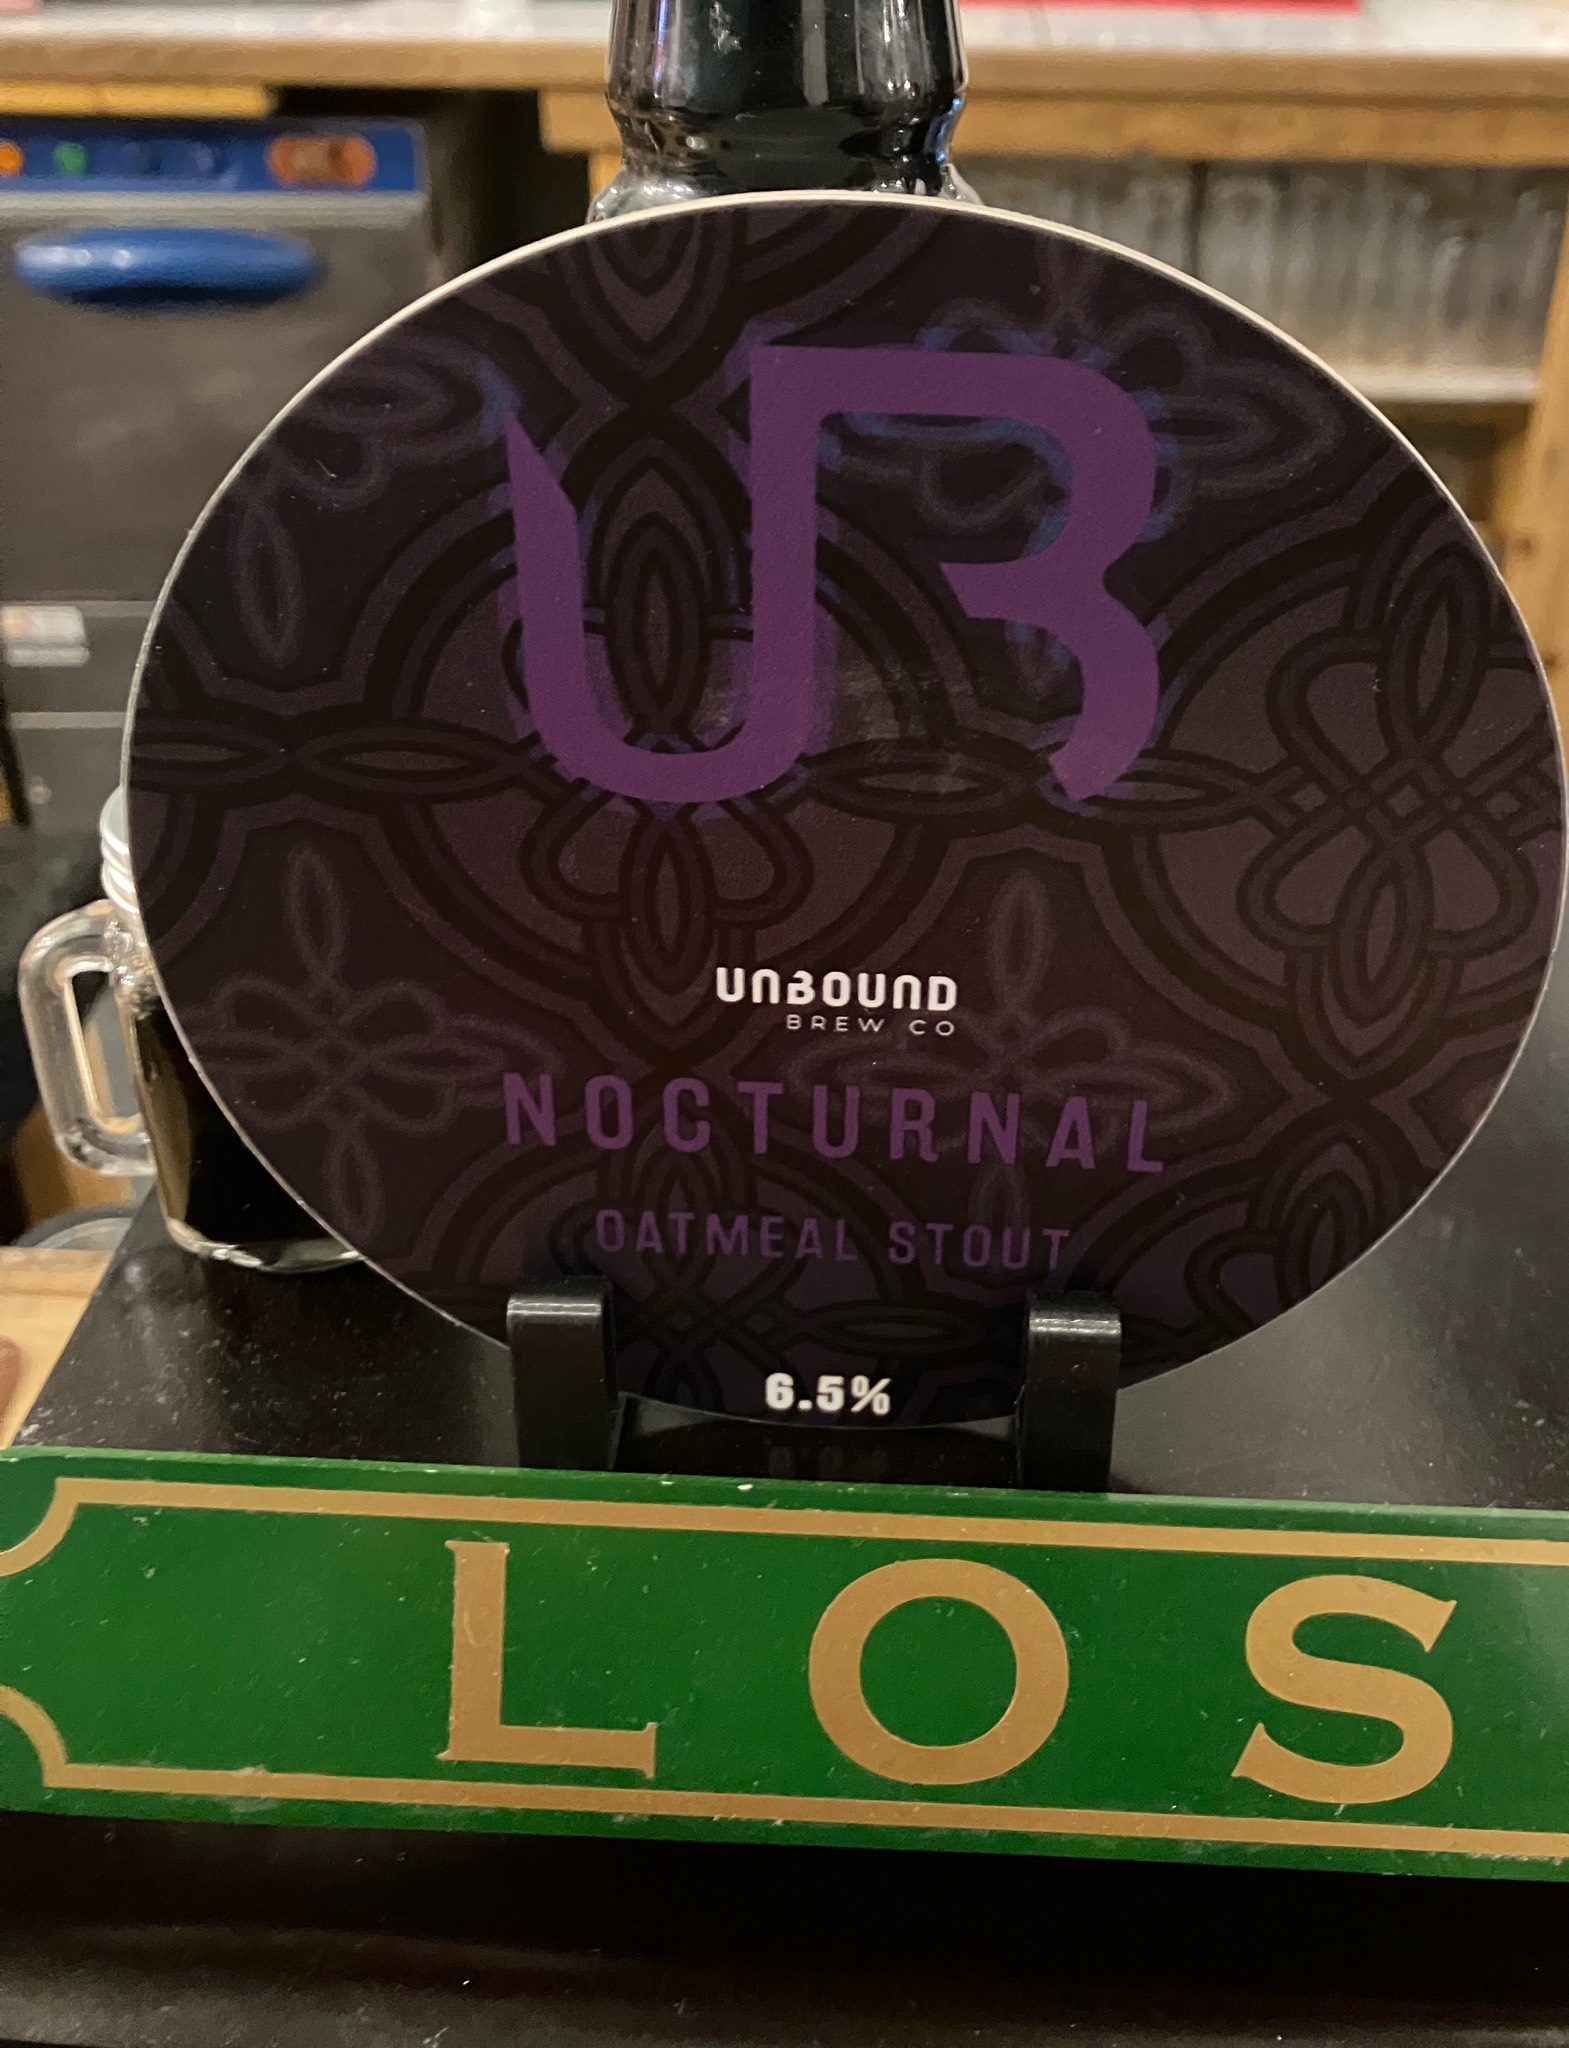 UB
UNBOUND
BREW CO
NOCTURNAL
OATMEAL STOUT
6.5%
LOS